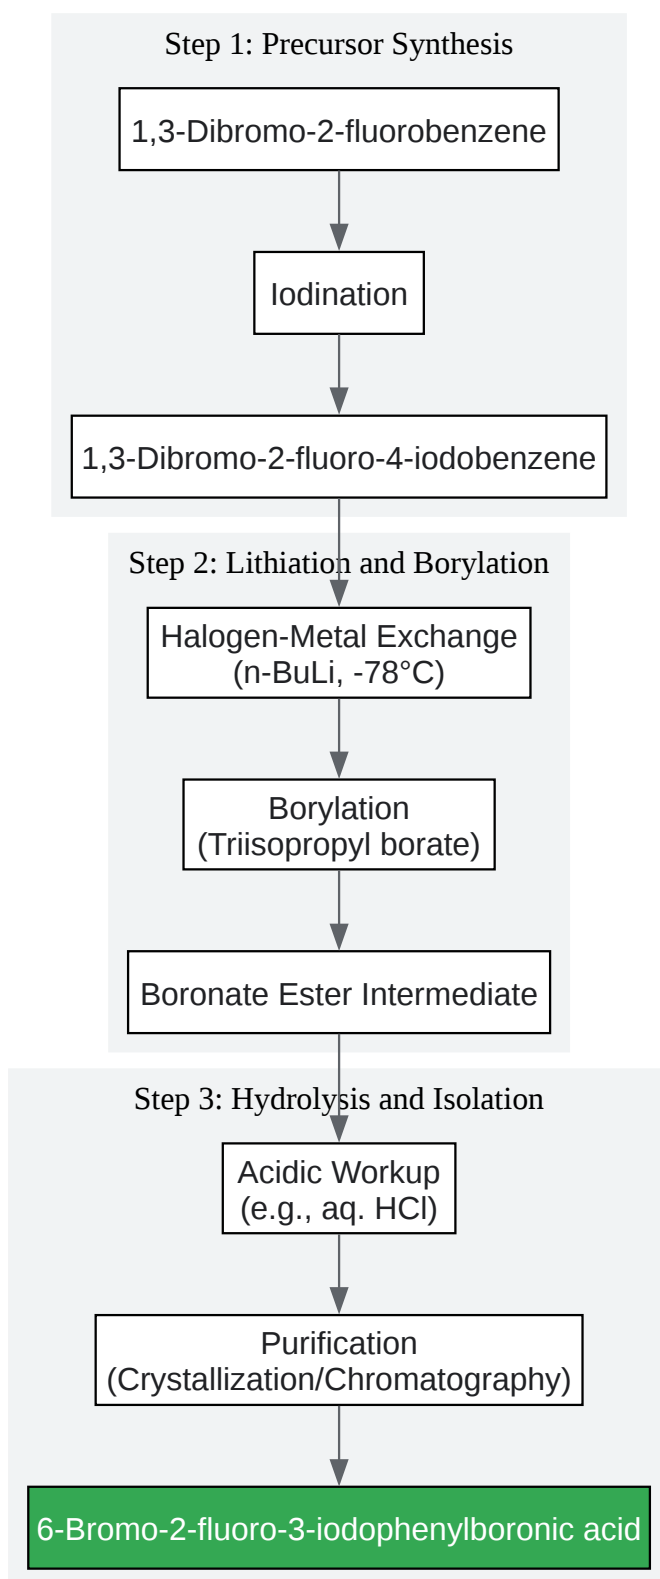 Step 1: Precursor Synthesis
1,3-Dibromo-2-fluorobenzene
Iodination
1,3-Dibromo-2-fluoro-4-iodobenzene
Step 2: Lithiation and Borylation
Halogen-Metal Exchange
(n-BuLi, -78°C)
Borylation
(Triisopropyl borate)
Boronate Ester Intermediate
Step 3: Hydrolysis and Isolation
Acidic Workup
(e.g., aq. HCl)
Purification
(Crystallization/Chromatography)
6-Bromo-2-fluoro-3-iodophenylboronic acid